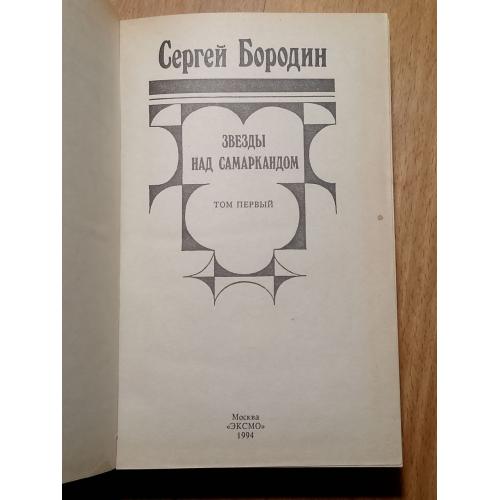 Сергей Бородин
ЗВЕЗДЫ
НАД САМАРКАНДОМ
ТОМ ПЕРВЫЙ
Москва
«ЭКСМО»
1994